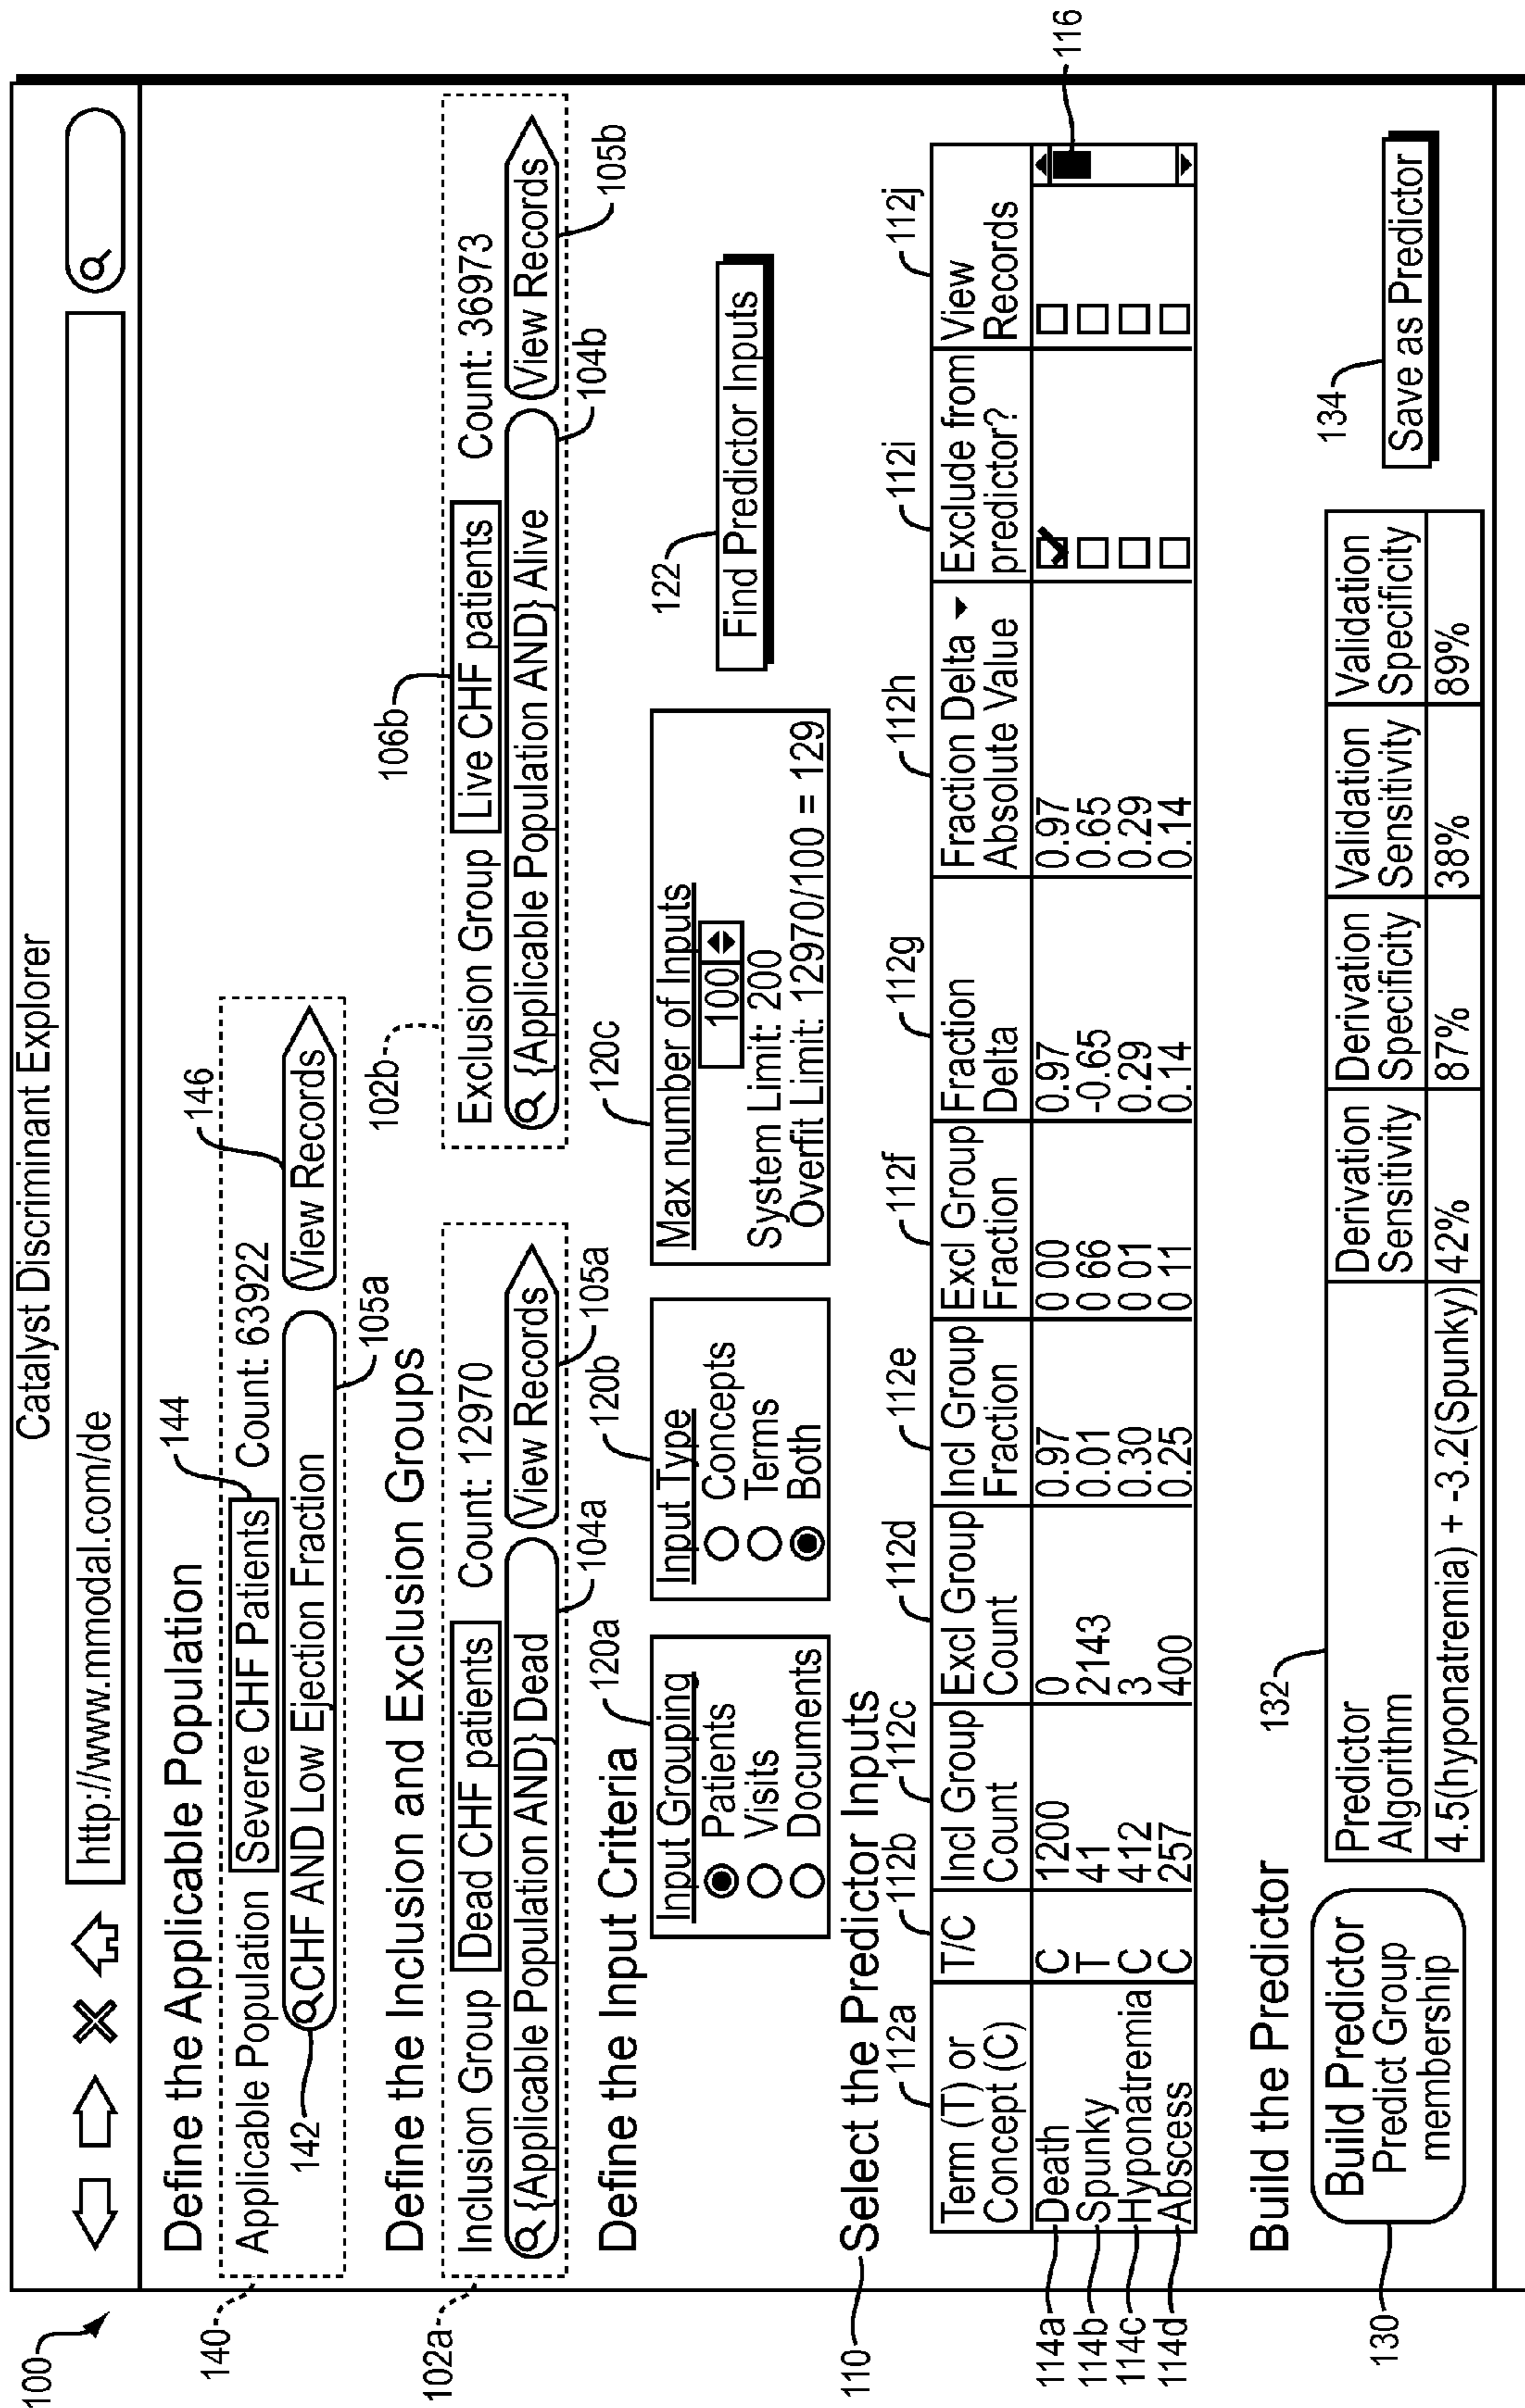 100
Catalyst Discriminant Explorer
http://www.mmodal.com/de
Define the Applicable Population
144
146
140
Applicable Population Severe CHF Patients Count: 63922
CHF AND Low Ejection Fraction View Records
142
105a
Define the Inclusion and Exclusion Groups
102b
106b
102a
Inclusion Group Dead CHF patients Count: 12970
{Applicable Population AND} Dead View Records
104a
105a
Exclusion Group Live CHF patients Count: 36973
{Applicable Population AND} Alive View Records
104b
105b
Define the Input Criteria
120a
120b
120c
122
Input Grouping
Patients
Visits
Documents
Input Type
Concepts
Terms
Both
Max number of Inputs
100
System Limit: 200
Overfit Limit: 12970/100 = 129
Find Predictor Inputs
110
Select the Predictor Inputs
112a 112b 112c 112d 112e 112f 112g 112h 112i 112j
116
Term (T) or Concept (C) T/C Incl Group Count Excl Group Count Incl Group Fraction Excl Group Fraction Fraction Delta Fraction Delta Absolute Value Exclude from predictor? View Records
114a Death C 1200 0 0.97 0 00 0.97 0.97
114b Spunky T 41 2143 0.01 0 66 -0.65 0.65
114c Hyponatremia C 412 3 0.30 0 01 0.29 0.29
114d Abscess C 257 400 0.25 0 11 0.14 0.14
Build the Predictor
132
134
130
Build Predictor
Predict Group
membership
Predictor Algorithm Derivation Sensitivity Derivation Specificity Validation Sensitivity Validation Specificity
4.5(hyponatremia) + -3.2(Spunky) 42% 87% 38% 89%
Save as Predictor